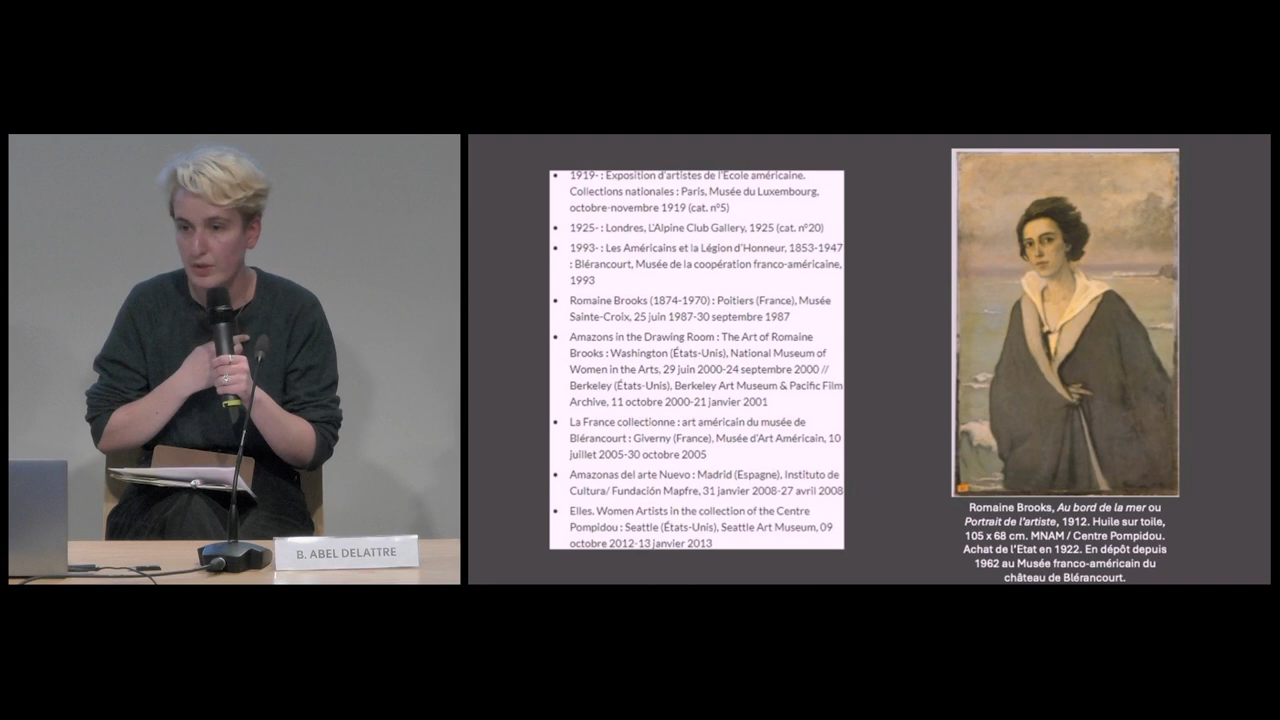 1919- : Exposition d'artistes de l'Ecole américaine.
Collections nationales : Paris, Musée du Luxembourg,
octobre-novembre 1919 (cat. n°5)
1925- : Londres, L'Alpine Club Gallery, 1925 (cat. n°20)
1993- : Les Américains et la Légion d'Honneur, 1853-1947
: Blérancourt, Musée de la coopération franco-américaine,
1993
Romaine Brooks (1874-1970) : Poitiers (France), Musée
Sainte-Croix, 25 juin 1987-30 septembre 1987
Amazons in the Drawing Room : The Art of Romaine
Brooks : Washington (États-Unis), National Museum of
Women in the Arts, 29 juin 2000-24 septembre 2000 //
Berkeley (États-Unis), Berkeley Art Museum & Pacific Film
Archive, 11 octobre 2000-21 janvier 2001
La France collectionne : art américain du musée de
Blérancourt : Giverny (France), Musée d'Art Américain, 10
juillet 2005-30 octobre 2005
Amazonas del arte Nuevo : Madrid (Espagne), Instituto de
Cultura/ Fundación Mapfre, 31 janvier 2008-27 avril 2008
Elles. Women Artists in the collection of the Centre
Pompidou : Seattle (États-Unis), Seattle Art Museum, 09
octobre 2012-13 janvier 2013
Romaine Brooks, Au bord de la mer ou
Portrait de l'artiste, 1912. Huile sur toile,
105 x 68 cm. MNAM / Centre Pompidou.
Achat de l'Etat en 1922. En dépôt depuis
1962 au Musée franco-américain du
château de Blérancourt.
B. ABEL DELATTRE